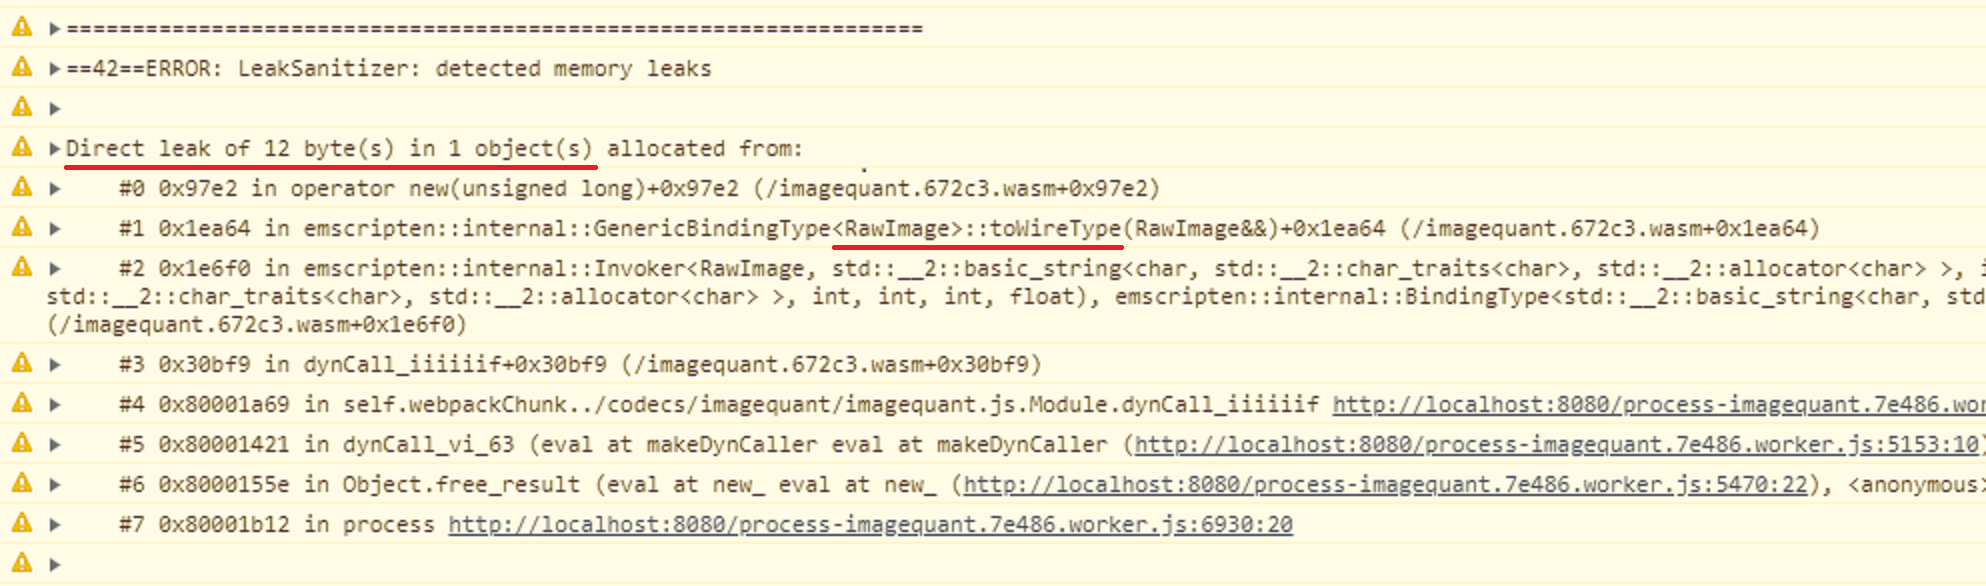 =================================================================
==42==ERROR: LeakSanitizer: detected memory leaks
Direct leak of 12 byte(s) in 1 object(s) allocated from:
#0 0x97e2 in operator new(unsigned long)+0x97e2 (/imagequant.672c3.wasm+0x97e2)
#1 0x1ea64 in emscripten::internal::GenericBindingType<RawImage>::toWireType(RawImage&&)+0x1ea64 (/imagequant.672c3.wasm+0x1ea64)
#2 0x1e6f0 in emscripten::internal::Invoker<RawImage, std::__2::basic_string<char, std::__2::char_traits<char>, std::__2::allocator<char> >, i
std::__2::char_traits<char>, std::__2::allocator<char> >, int, int, int, float), emscripten::internal::BindingType<std::__2::basic_string<char, std
(/imagequant.672c3.wasm+0x1e6f0)
#3 0x30bf9 in dynCall_iiiiiif+0x30bf9 (/imagequant.672c3.wasm+0x30bf9)
#4 0x80001a69 in self.webpackChunk../codecs/imagequant/imagequant.js.Module.dynCall_iiiiiif http://localhost:8080/process-imagequant.7e486.wor
#5 0x80001421 in dynCall_vi_63 (eval at makeDynCaller eval at makeDynCaller (http://localhost:8080/process-imagequant.7e486.worker.js:5153:10)
#6 0x8000155e in Object.free_result (eval at new_ eval at new_ (http://localhost:8080/process-imagequant.7e486.worker.js:5470:22), <anonymous>
#7 0x80001b12 in process http://localhost:8080/process-imagequant.7e486.worker.js:6930:20